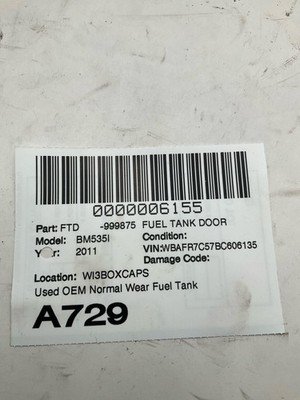 0000006155
Part: FTD -999875 FUEL TANK DOOR
Model: BM535I Condition:
Year: 2011 VIN:WBAFR7C57BC606135
Damage Code:
Location: WI3BOXCAPS
Used OEM Normal Wear Fuel Tank
A729